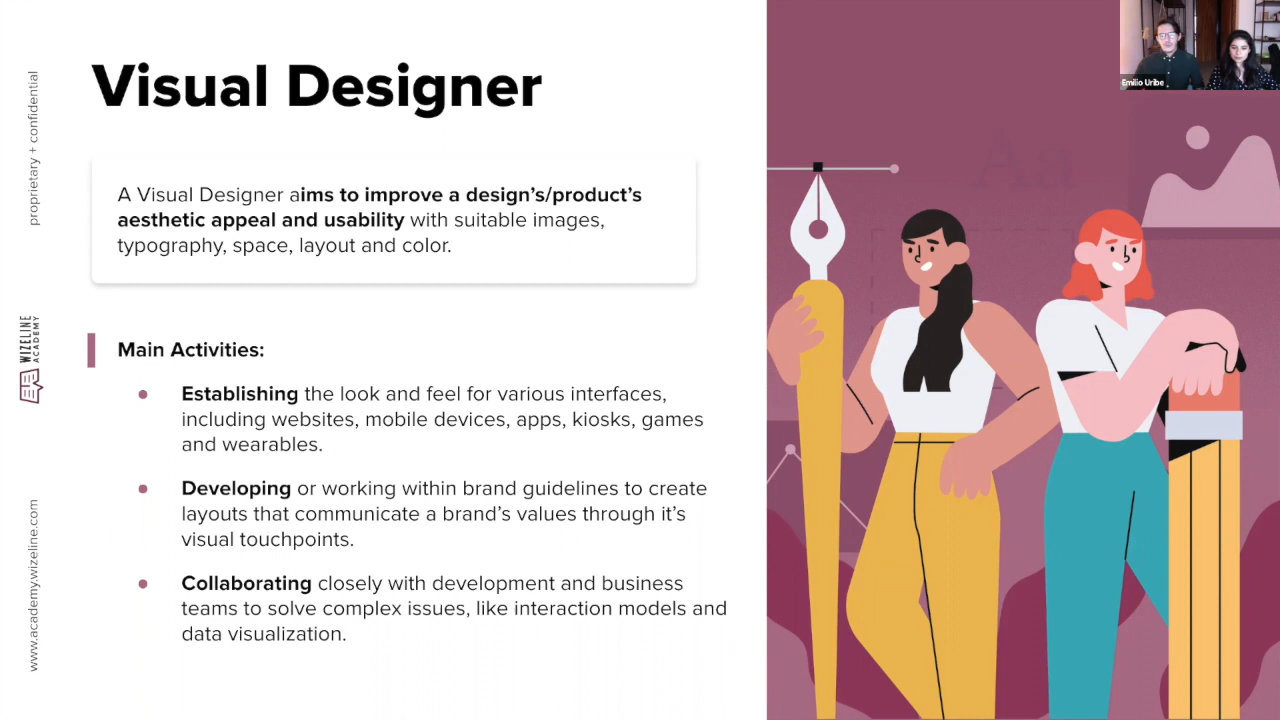 Visual Designer
A Visual Designer aims to improve a design's/product's
aesthetic appeal and usability with suitable images,
typography, space, layout and color.
Main Activities:
Establishing the look and feel for various interfaces,
including websites, mobile devices, apps, kiosks, games
and wearables.
Developing or working within brand guidelines to create
layouts that communicate a brand's values through it's
visual touchpoints.
Collaborating closely with development and business
teams to solve complex issues, like interaction models and
data visualization.
proprietary + confidential
WIZELINE
ACADEMY
www.academy.wizeline.com
Aa
Emilio Uribe